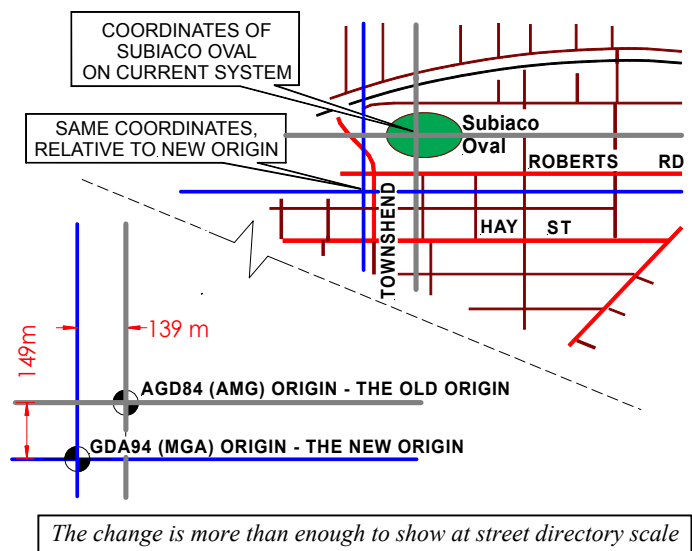 COORDINATES OF
SUBIACO OVAL
ON CURRENT SYSTEM
SAME COORDINATES,
RELATIVE TO NEW ORIGIN
Subiaco
Oval
ROBERTS RD
HAY ST
TOWNSHEND
149m
139 m
AGD84 (AMG) ORIGIN - THE OLD ORIGIN
GDA94 (MGA) ORIGIN - THE NEW ORIGIN
The change is more than enough to show at street directory scale